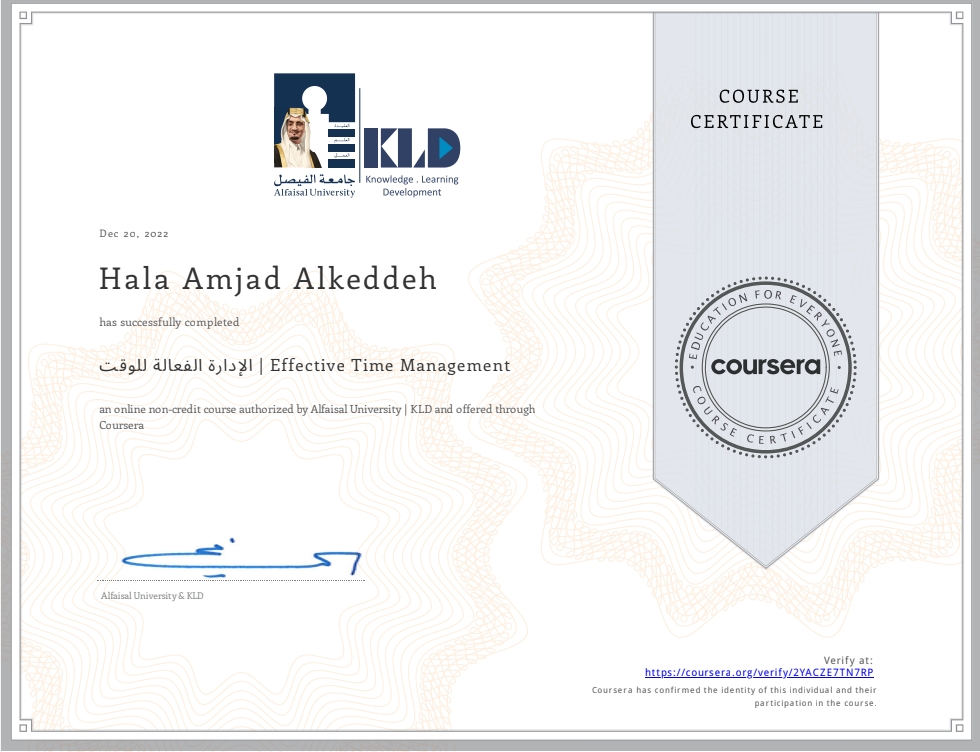 COURSE
CERTIFICATE
جامعة الفيصل
Alfaisal University
KLD
Knowledge . Learning
Development
Dec 20, 2022
Hala Amjad Alkeddeh
has successfully completed
الإدارة الفعالة للوقت | Effective Time Management
an online non-credit course authorized by Alfaisal University | KLD and offered through
Coursera
EDUCATION FOR EVERYONE
coursera
COURSE CERTIFICATE
Alfaisal University & KLD
Verify at:
https://coursera.org/verify/2YACZE7TN7RP
Coursera has confirmed the identity of this individual and their
participation in the course.